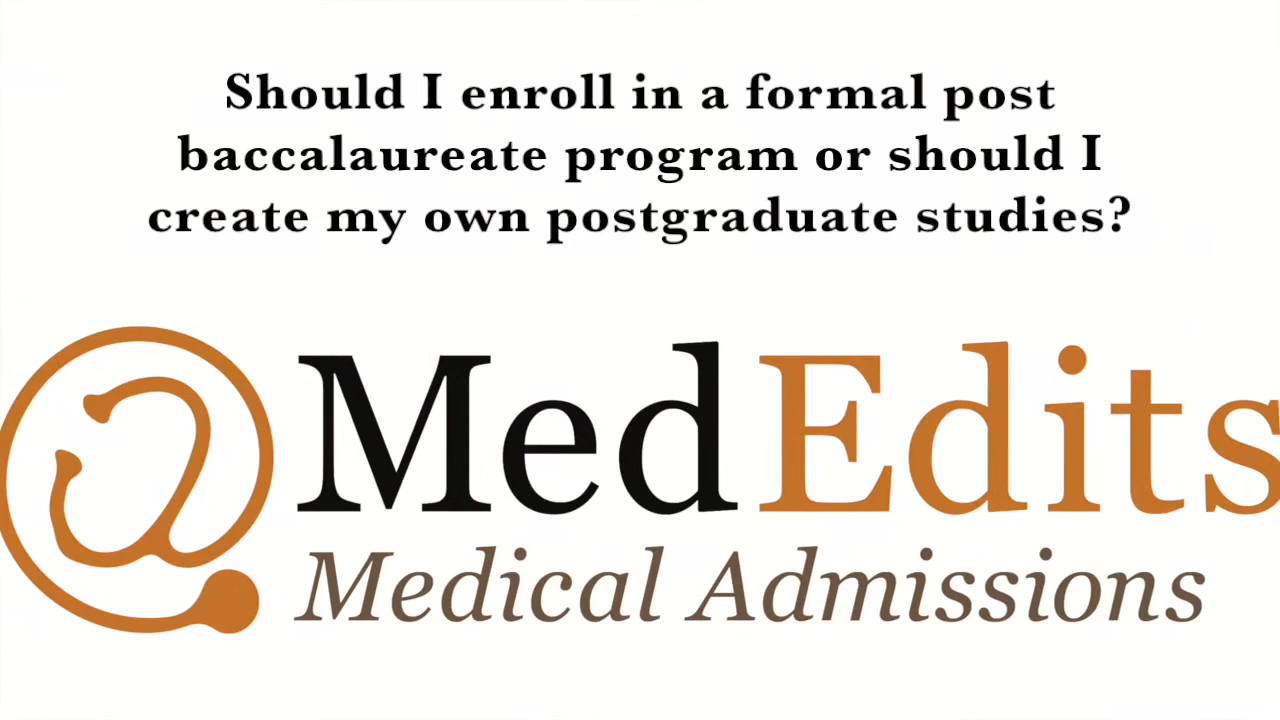 Should I enroll in a formal post
baccalaureate program or should I
create my own postgraduate studies?
MedEdits
Medical Admissions